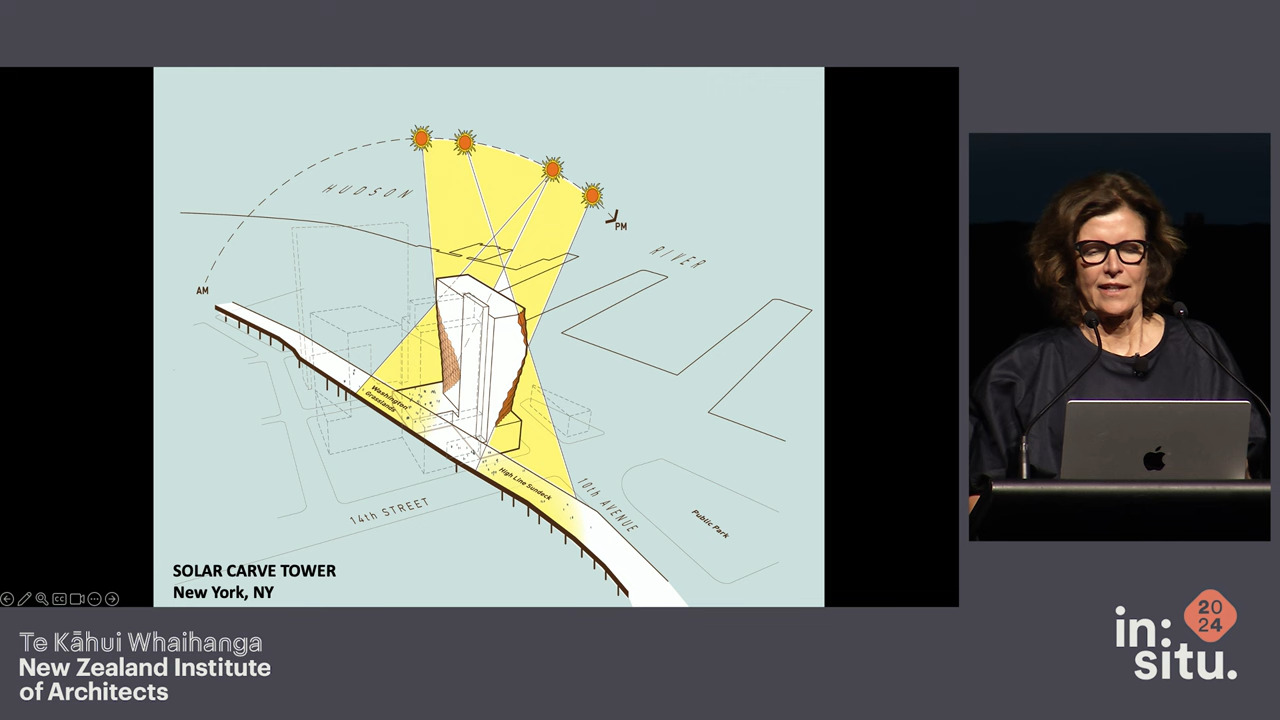 HUDSON
RIVER
AM
PM
Washington
Grasslands
High Line Sundeck
10th AVENUE
14th STREET
Public Park
SOLAR CARVE TOWER
New York, NY
CC
Te Kāhui Whaihanga
New Zealand Institute
of Architects
in:
situ.
20
24